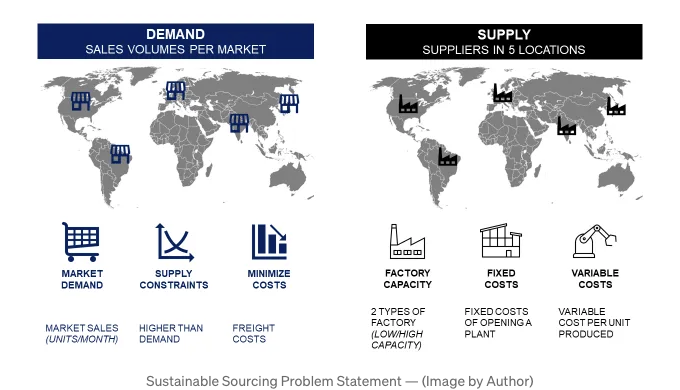 DEMAND
SALES VOLUMES PER MARKET
SUPPLY
SUPPLIERS IN 5 LOCATIONS
MARKET
DEMAND
SUPPLY
CONSTRAINTS
MINIMIZE
COSTS
FACTORY
CAPACITY
FIXED
COSTS
VARIABLE
COSTS
MARKET SALES
(UNITS/MONTH)
HIGHER THAN
DEMAND
FREIGHT
COSTS
2 TYPES OF
FACTORY
(LOW/HIGH
CAPACITY)
FIXED COSTS
OF OPENING A
PLANT
VARIABLE
COST PER UNIT
PRODUCED
Sustainable Sourcing Problem Statement — (Image by Author)